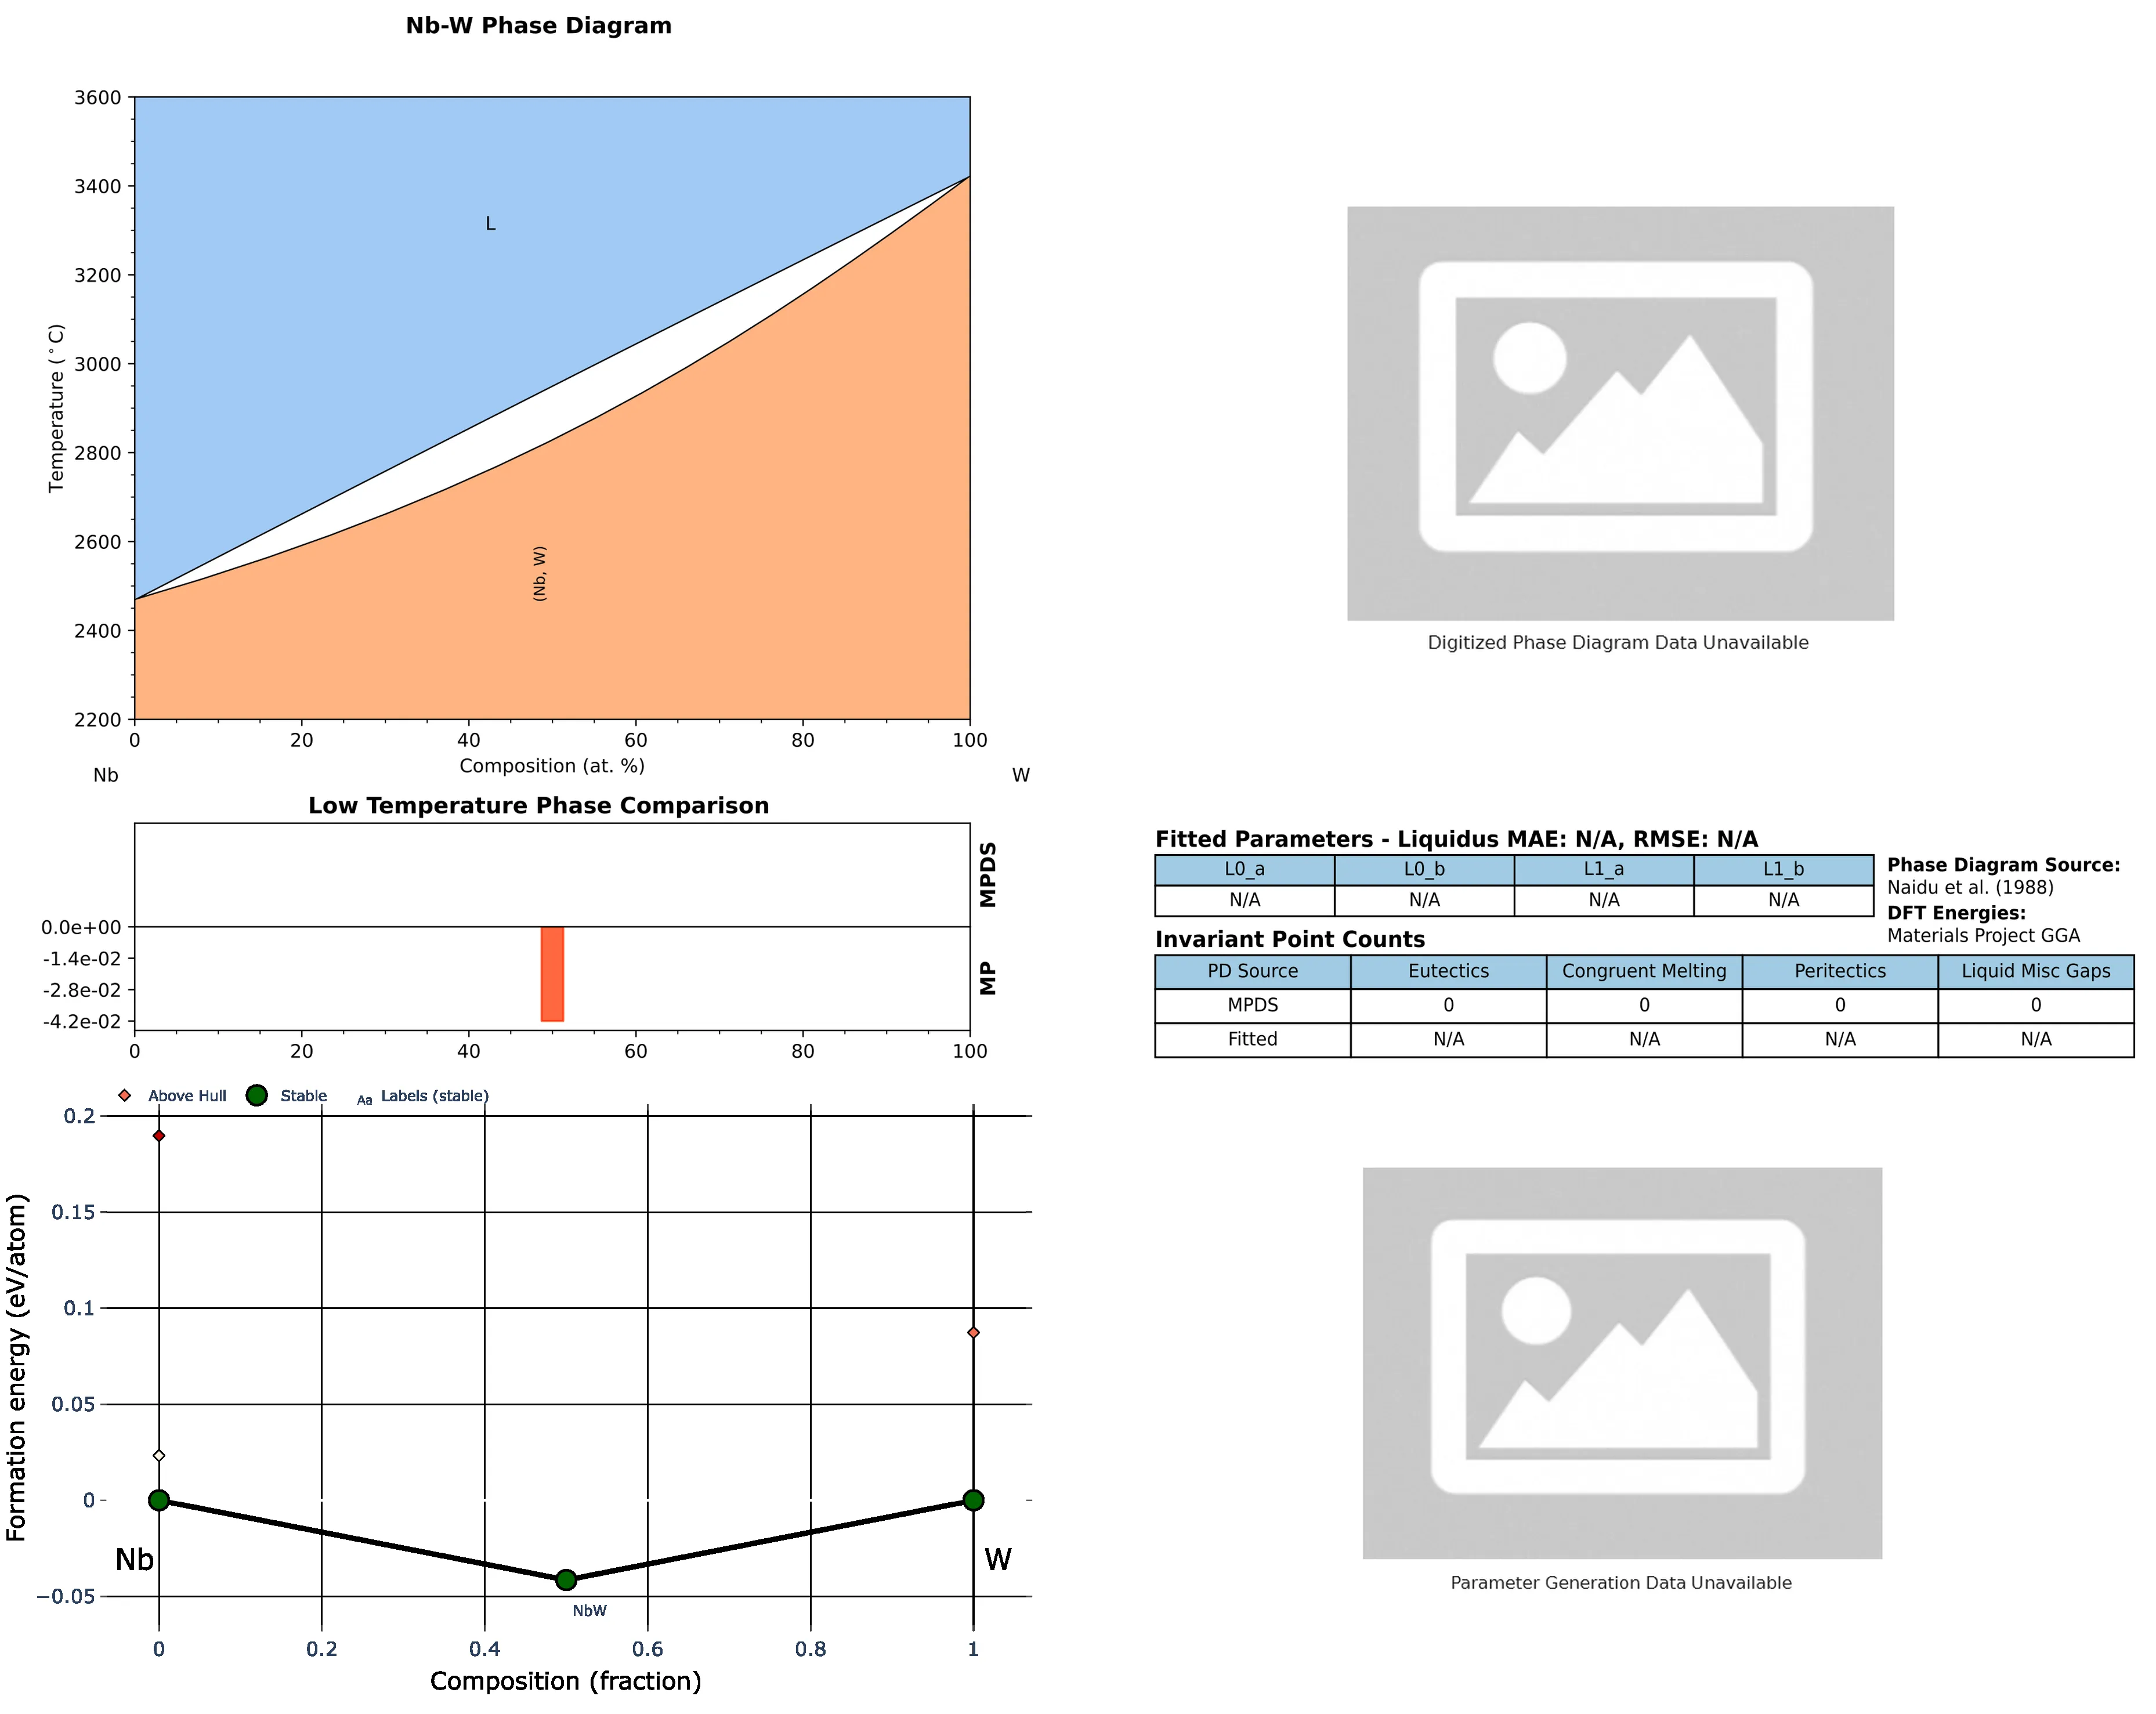 Nb-W Phase Diagram
3600
3400
3200
3000
2800
2600
2400
2200
Temperature (°C)
L
(Nb, W)
0 20 40 60 80 100
Composition (at. %)
Nb W
Digitized Phase Diagram Data Unavailable
Low Temperature Phase Comparison
MPDS
MP
0.0e+00
-1.4e-02
-2.8e-02
-4.2e-02
0 20 40 60 80 100
Fitted Parameters - Liquidus MAE: N/A, RMSE: N/A
L0_a L0_b L1_a L1_b
N/A N/A N/A N/A
Phase Diagram Source:
Naidu et al. (1988)
DFT Energies:
Materials Project GGA
Invariant Point Counts
PD Source Eutectics Congruent Melting Peritectics Liquid Misc Gaps
MPDS 0 0 0 0
Fitted N/A N/A N/A N/A
Above Hull Stable Aa Labels (stable)
0.2
0.15
0.1
0.05
0
−0.05
Formation energy (eV/atom)
Nb W
NbW
0 0.2 0.4 0.6 0.8 1
Composition (fraction)
Parameter Generation Data Unavailable